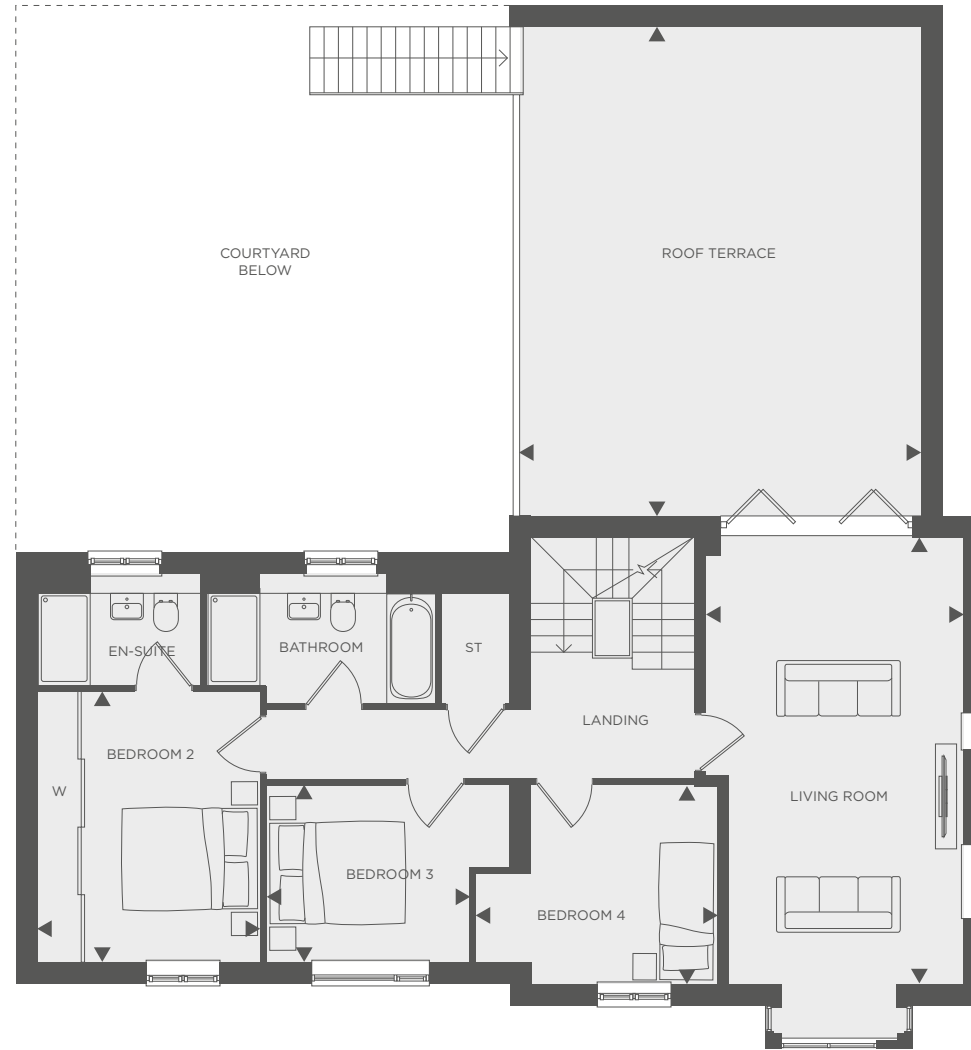 COURTYARD
BELOW
ROOF TERRACE
EN-SUITE
BATHROOM
ST
LANDING
BEDROOM 2
W
LIVING ROOM
BEDROOM 3
BEDROOM 4